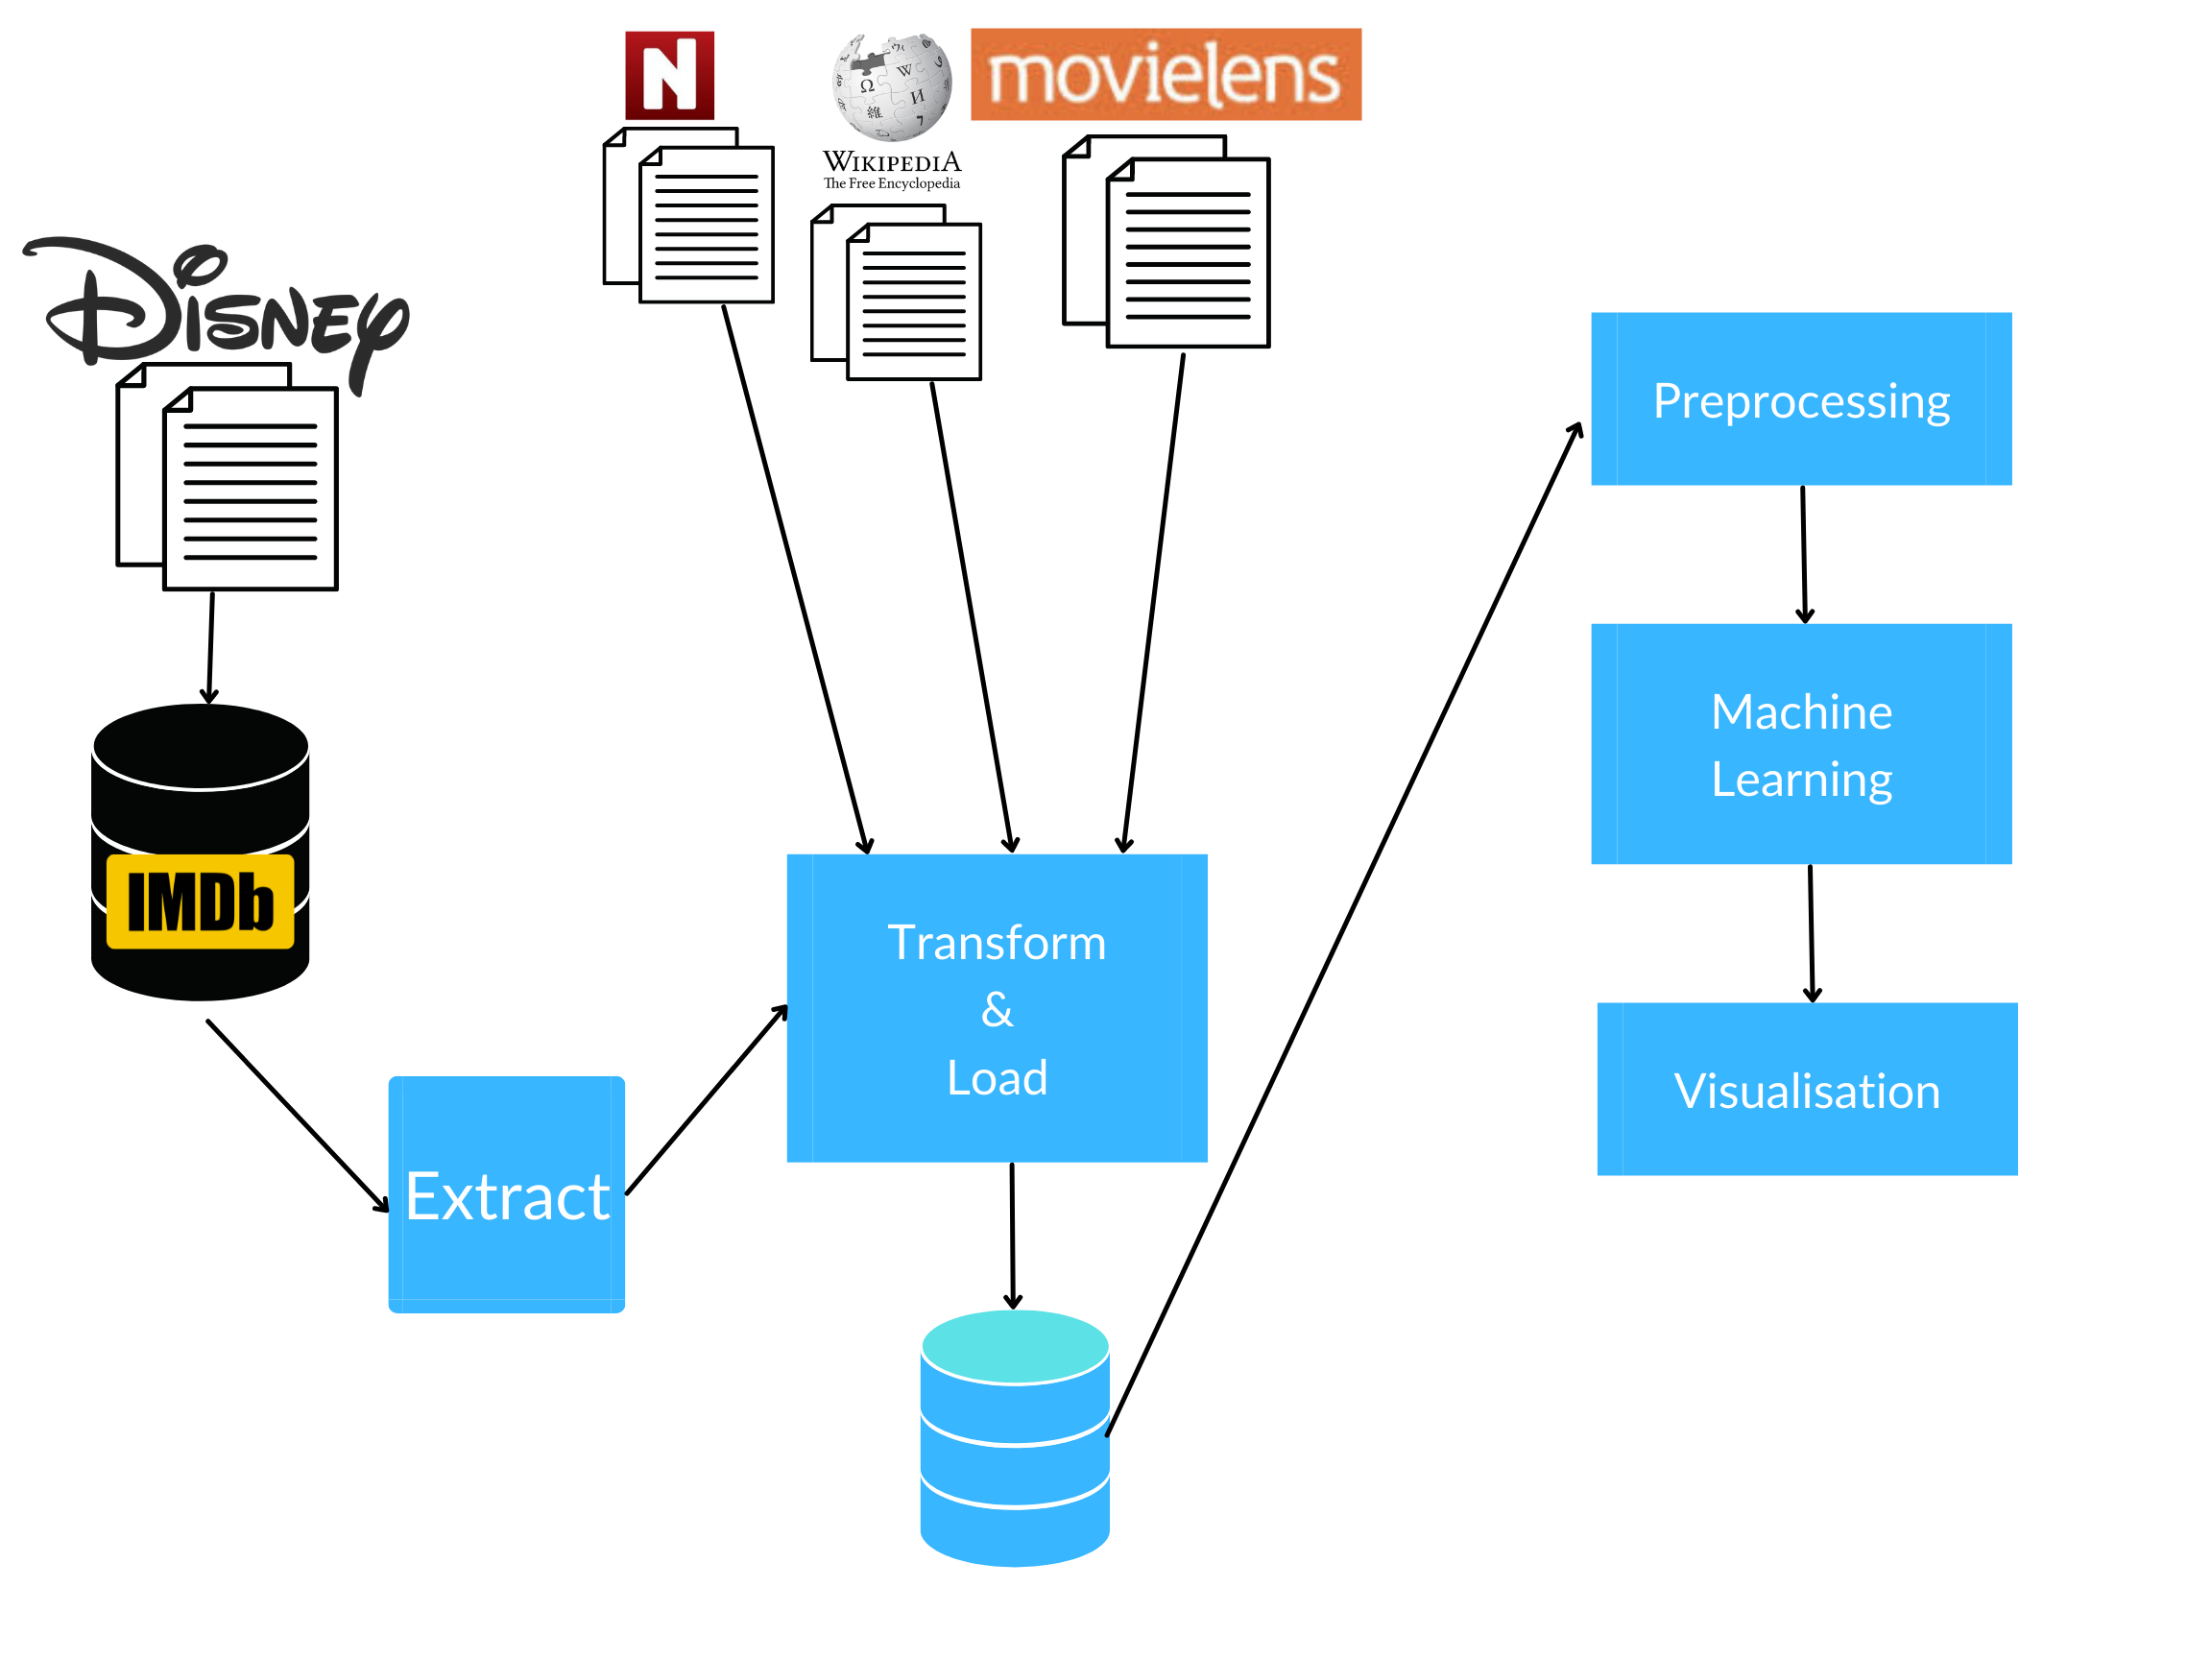 N
WIKIPEDIA
The Free Encyclopedia
movielens
Disney
IMDb
Extract
Transform
&
Load
Preprocessing
Machine
Learning
Visualisation